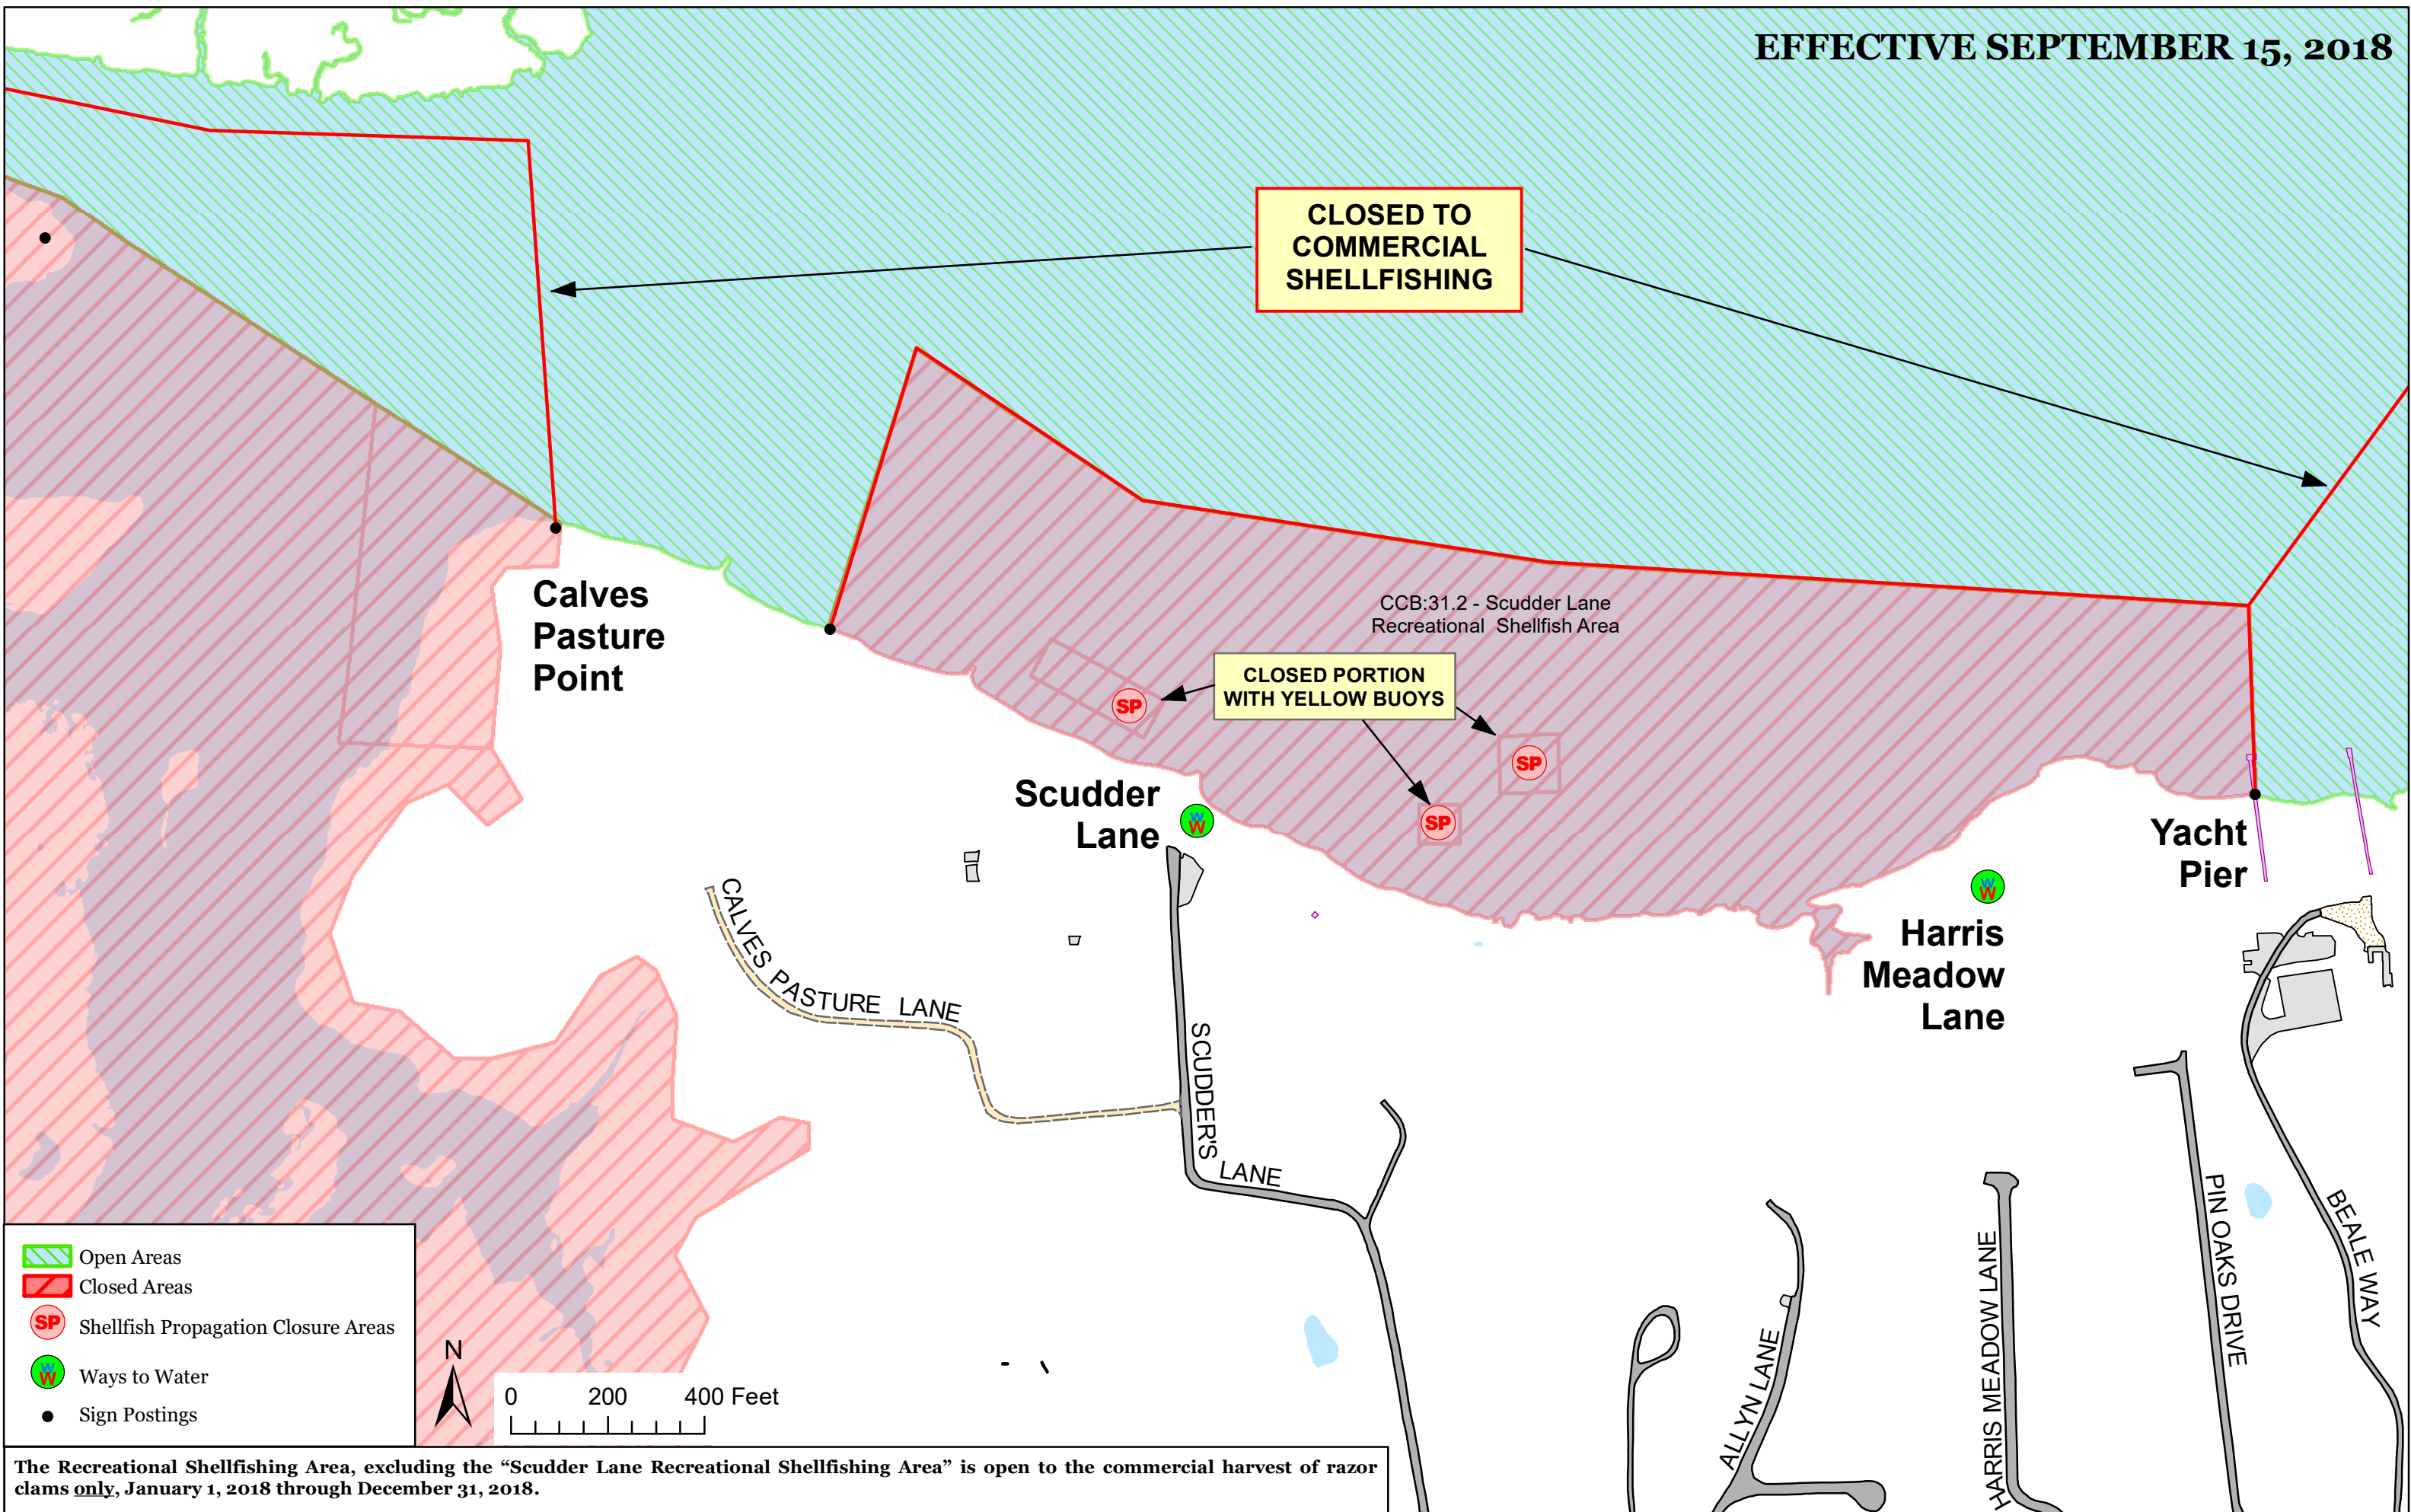 EFFECTIVE SEPTEMBER 15, 2018
CLOSED TO
COMMERCIAL
SHELLFISHING
Calves
Pasture
Point
CCB:31.2 - Scudder Lane
Recreational Shellfish Area
CLOSED PORTION
WITH YELLOW BUOYS
SP
SP
SP
Scudder
Lane
W
W
Yacht
Pier
W
W
Harris
Meadow
Lane
CALVES PASTURE LANE
SCUDDER'S LANE
ALLYN LANE
HARRIS MEADOW LANE
H
PIN OAKS DRIVE
BEALE WAY
Open Areas
Closed Areas
SP Shellfish Propagation Closure Areas
W
W
Ways to Water
Sign Postings
N
0 200 400 Feet
The Recreational Shellfishing Area, excluding the “Scudder Lane Recreational Shellfishing Area” is open to the commercial harvest of razor
clams only, January 1, 2018 through December 31, 2018.